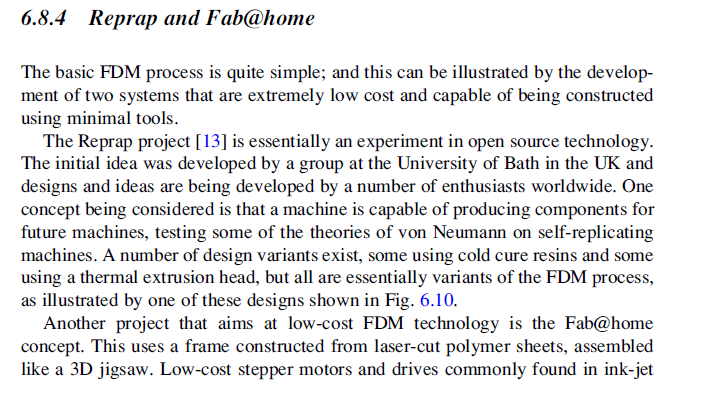 6.8.4 Reprap and Fab@home
The basic FDM process is quite simple; and this can be illustrated by the develop-
ment of two systems that are extremely low cost and capable of being constructed
using minimal tools.
The Reprap project [13] is essentially an experiment in open source technology.
The initial idea was developed by a group at the University of Bath in the UK and
designs and ideas are being developed by a number of enthusiasts worldwide. One
concept being considered is that a machine is capable of producing components for
future machines, testing some of the theories of von Neumann on self-replicating
machines. A number of design variants exist, some using cold cure resins and some
using a thermal extrusion head, but all are essentially variants of the FDM process,
as illustrated by one of these designs shown in Fig. 6.10.
Another project that aims at low-cost FDM technology is the Fab@home
concept. This uses a frame constructed from laser-cut polymer sheets, assembled
like a 3D jigsaw. Low-cost stepper motors and drives commonly found in ink-jet